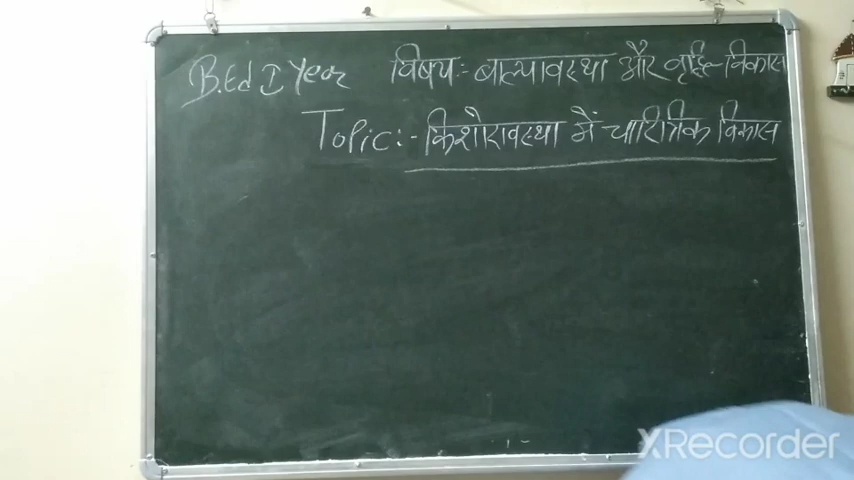 B.Ed I Year विषय:- बाल्यावस्था और वृद्धि-विकास
Topic:- किशोरावस्था में चारित्रिक विकास
XRecorder